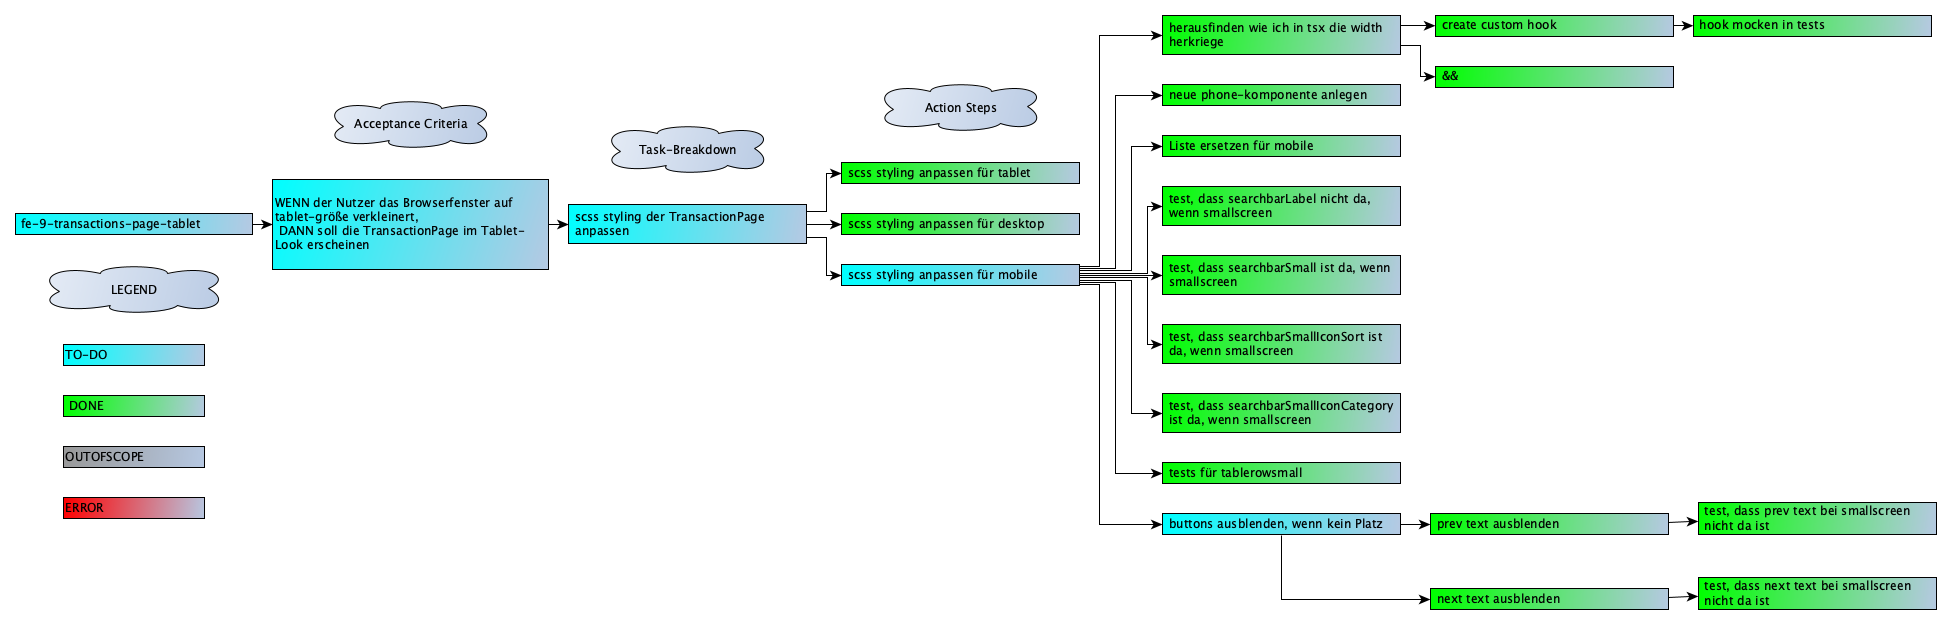 fe-9-transactions-page-tablet
LEGEND
TO-DO
DONE
OUTOFSCOPE
ERROR
Acceptance Criteria
WENN der Nutzer das Browserfenster auf
tablet-größe verkleinert,
DANN soll die TransactionPage im Tablet-
Look erscheinen
Task-Breakdown
scss styling der TransactionPage
anpassen
Action Steps
scss styling anpassen für tablet
scss styling anpassen für desktop
scss styling anpassen für mobile
herausfinden wie ich in tsx die width
herkriege
create custom hook
hook mocken in tests
&&
neue phone-komponente anlegen
Liste ersetzen für mobile
test, dass searchbarLabel nicht da,
wenn smallscreen
test, dass searchbarSmall ist da, wenn
smallscreen
test, dass searchbarSmallIconSort ist
da, wenn smallscreen
test, dass searchbarSmallIconCategory
ist da, wenn smallscreen
tests für tablerowsmall
buttons ausblenden, wenn kein Platz
prev text ausblenden
test, dass prev text bei smallscreen
nicht da ist
next text ausblenden
test, dass next text bei smallscreen
nicht da ist